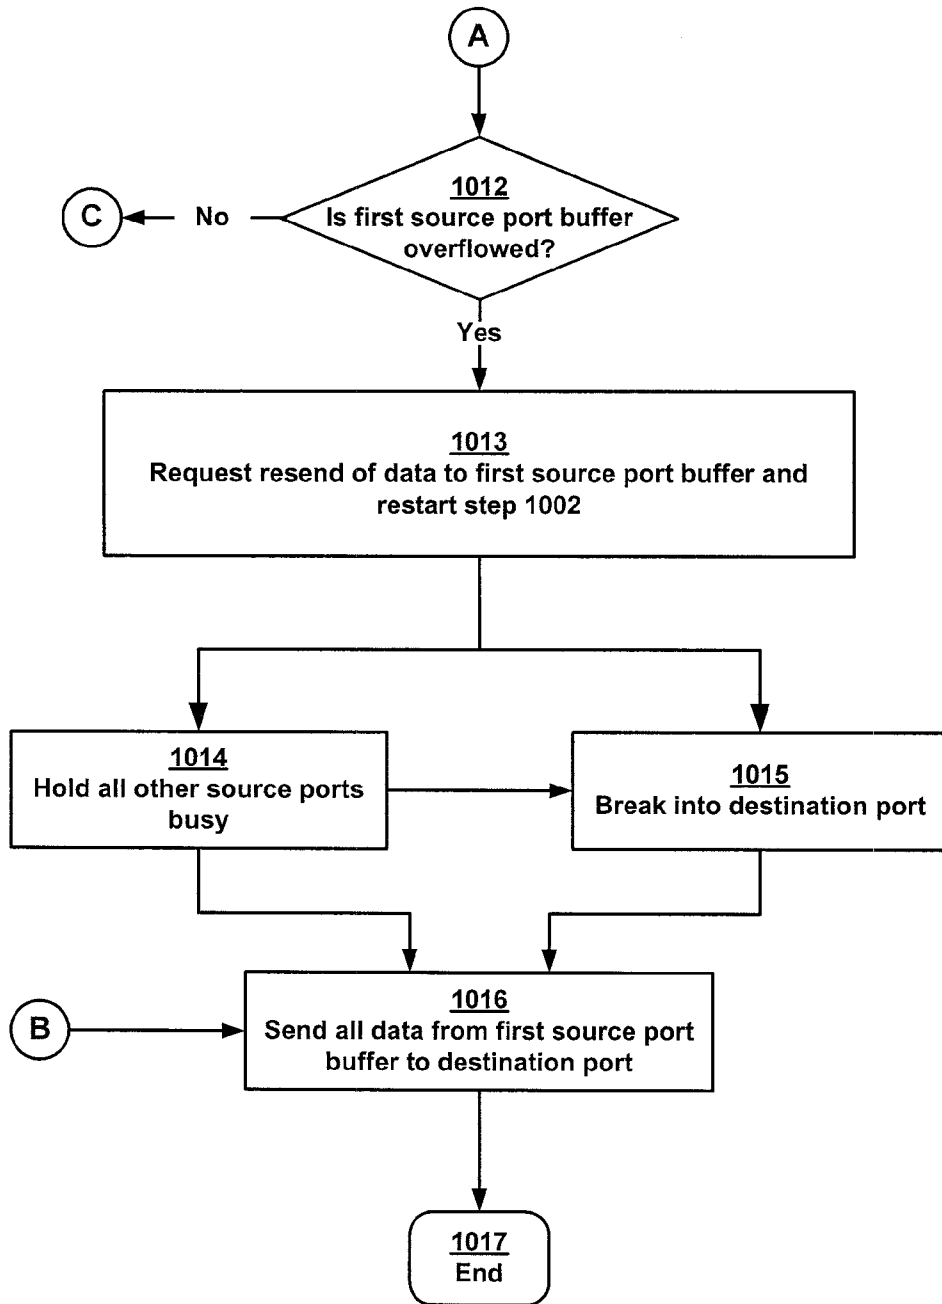 A
1012
Is first source port buffer
overflowed?
C
No
Yes
1013
Request resend of data to first source port buffer and
restart step 1002
1014
Hold all other source ports
busy
1015
Break into destination port
B
1016
Send all data from first source port
buffer to destination port
1017
End